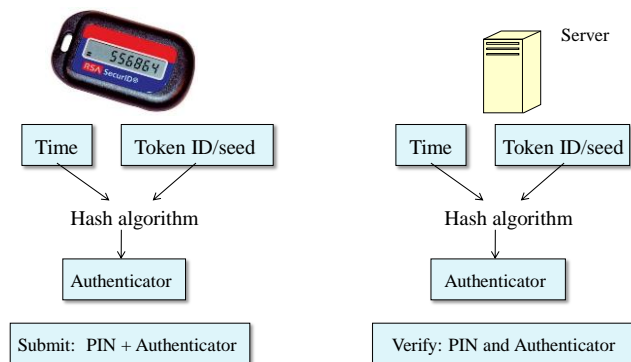 556864
RSA SecurID®
Server
Time
Token ID/seed
Time
Token ID/seed
Hash algorithm
Hash algorithm
Authenticator
Authenticator
Submit: PIN + Authenticator
Verify: PIN and Authenticator